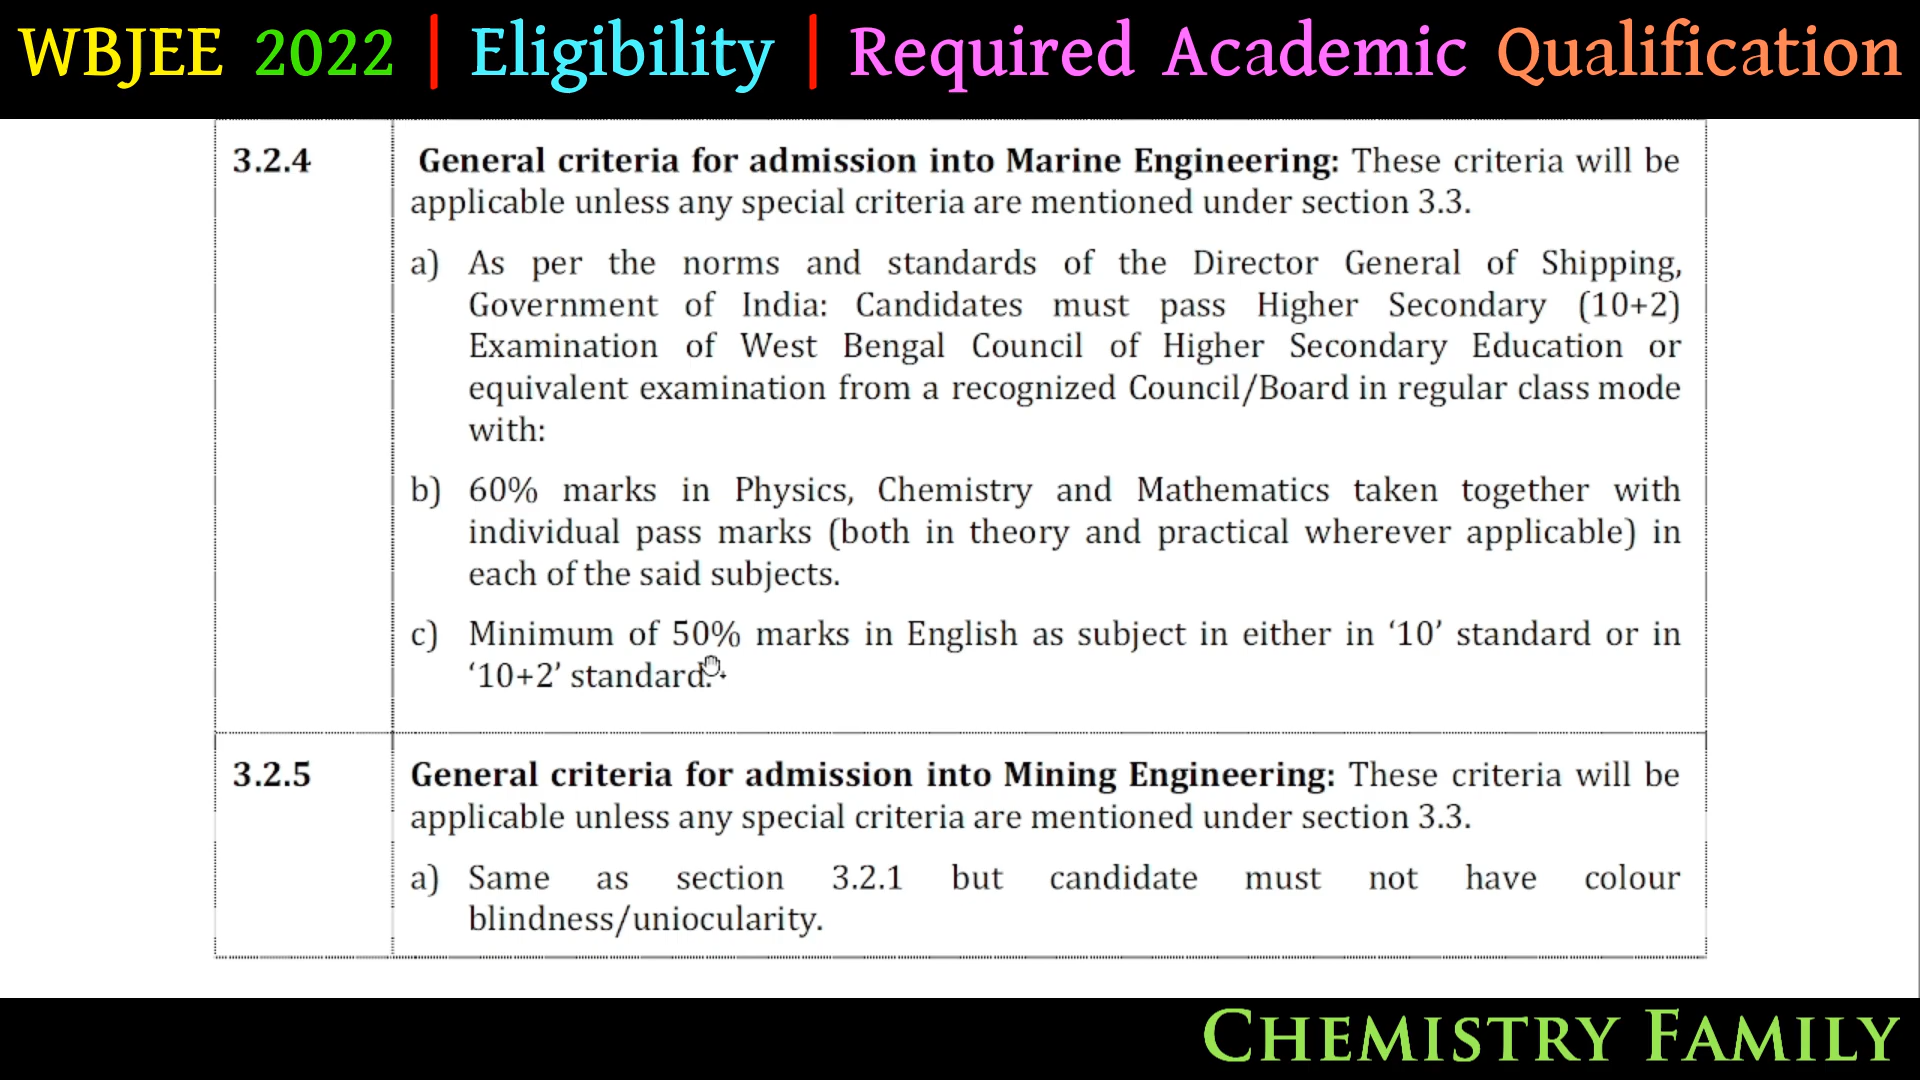 WBJEE 2022 | Eligibility | Required Academic Qualification
3.2.4 General criteria for admission into Marine Engineering: These criteria will be
applicable unless any special criteria are mentioned under section 3.3.
a) As per the norms and standards of the Director General of Shipping,
Government of India: Candidates must pass Higher Secondary (10+2)
Examination of West Bengal Council of Higher Secondary Education or
equivalent examination from a recognized Council/Board in regular class mode
with:
b) 60% marks in Physics, Chemistry and Mathematics taken together with
individual pass marks (both in theory and practical wherever applicable) in
each of the said subjects.
c) Minimum of 50% marks in English as subject in either in ‘10’ standard or in
‘10+2’ standard.
3.2.5 General criteria for admission into Mining Engineering: These criteria will be
applicable unless any special criteria are mentioned under section 3.3.
a) Same as section 3.2.1 but candidate must not have colour
blindness/uniocularity.
CHEMISTRY FAMILY